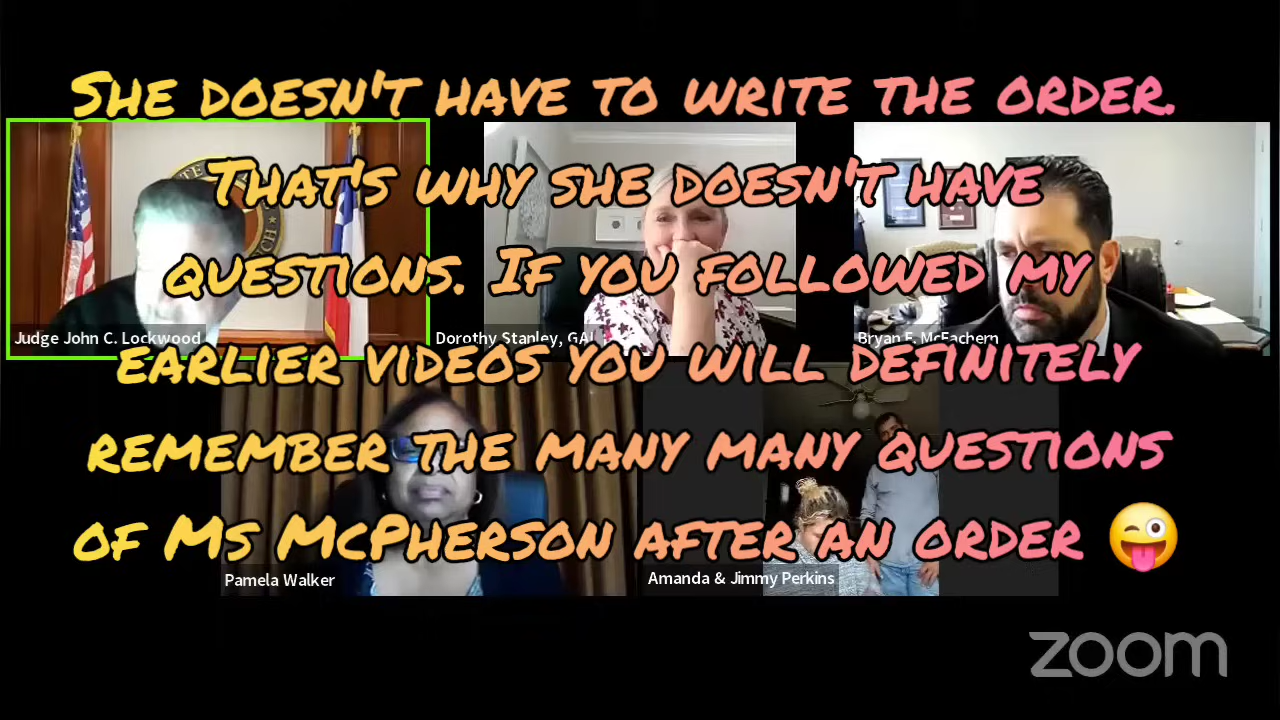 She doesn't have to write the order.
That's why she doesn't have
questions. If you followed my
earlier videos you will definitely
remember the many many questions
of Ms McPherson after an order 😜
Judge John C. Lockwood
Dorothy Stanley, GAL
Bryan E. McEachern
Pamela Walker
Amanda & Jimmy Perkins
zoom